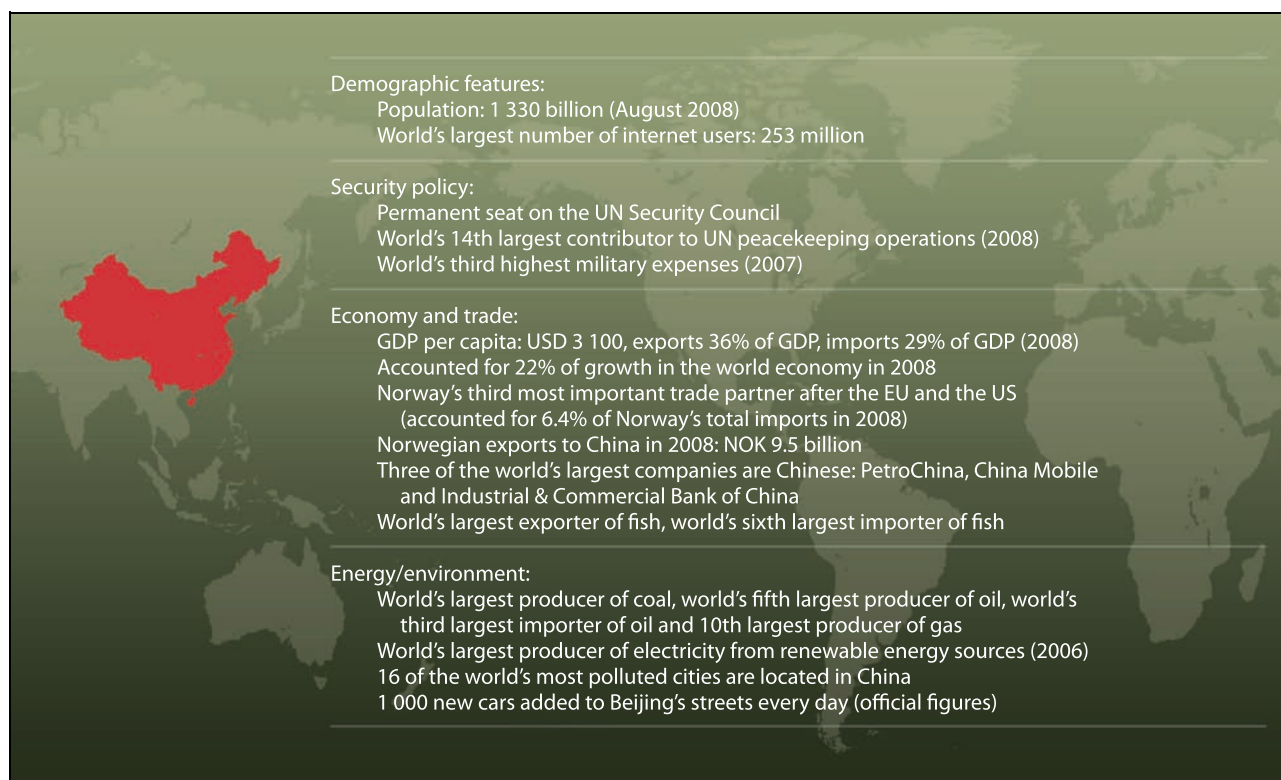 Demographic features:
Population: 1 330 billion (August 2008)
World's largest number of internet users: 253 million
Security policy:
Permanent seat on the UN Security Council
World's 14th largest contributor to UN peacekeeping operations (2008)
World's third highest military expenses (2007)
Economy and trade:
GDP per capita: USD 3 100, exports 36% of GDP, imports 29% of GDP (2008)
Accounted for 22% of growth in the world economy in 2008
Norway's third most important trade partner after the EU and the US
(accounted for 6.4% of Norway's total imports in 2008)
Norwegian exports to China in 2008: NOK 9.5 billion
Three of the world's largest companies are Chinese: PetroChina, China Mobile
and Industrial & Commercial Bank of China
World's largest exporter of fish, world's sixth largest importer of fish
Energy/environment:
World's largest producer of coal, world's fifth largest producer of oil, world's
third largest importer of oil and 10th largest producer of gas
World's largest producer of electricity from renewable energy sources (2006)
16 of the world's most polluted cities are located in China
1 000 new cars added to Beijing's streets every day (official figures)